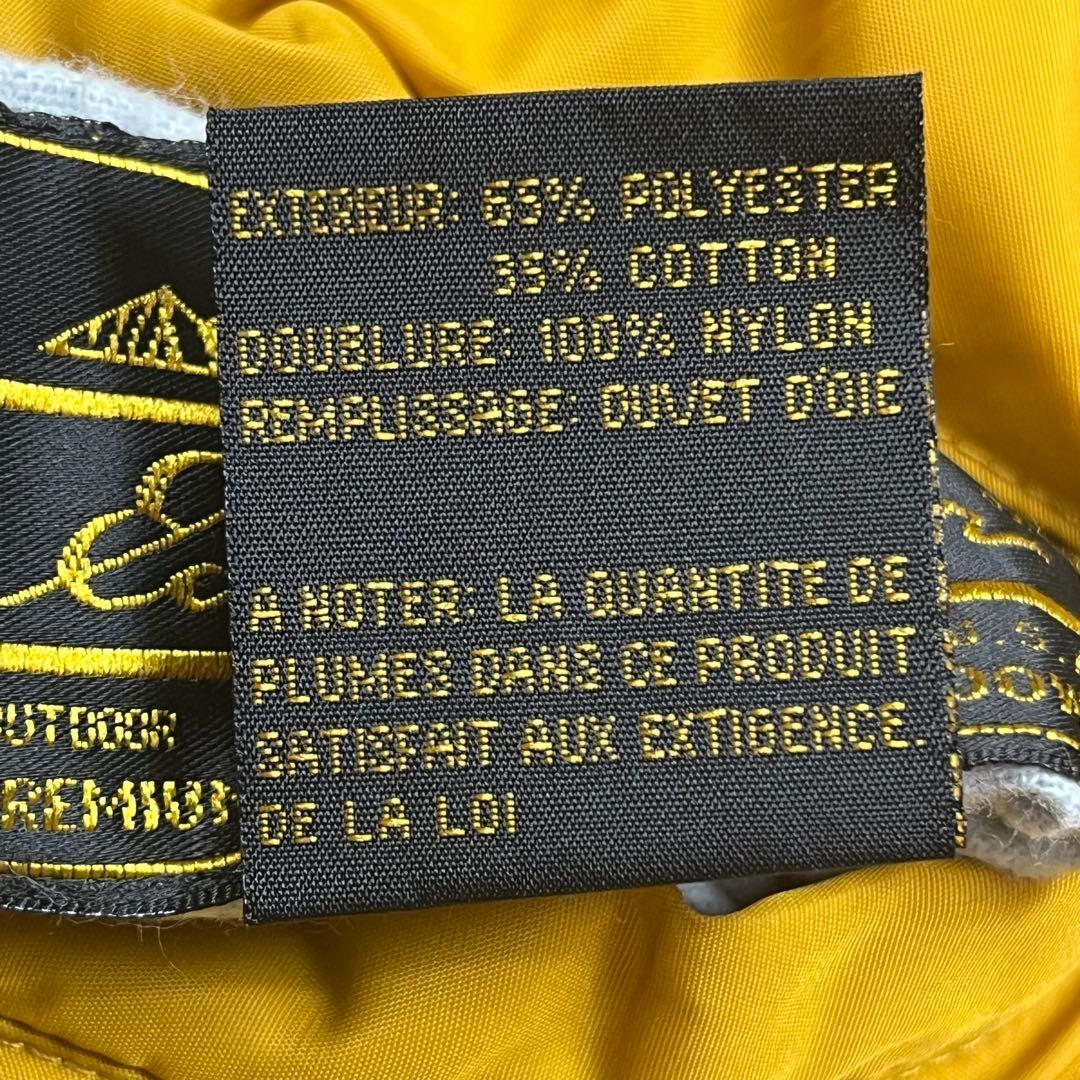 EXTERIEUR: 65% POLYESTER
35% COTTON
DOUBLURE: 100% NYLON
REMPLISSAGE: DUVET D'OIE
A NOTER: LA QUANTITE DE
PLUMES DANS CE PRODUIT
SATISFAIT AUX EXTIGENCE.
DE LA LOI
OUTDOOR